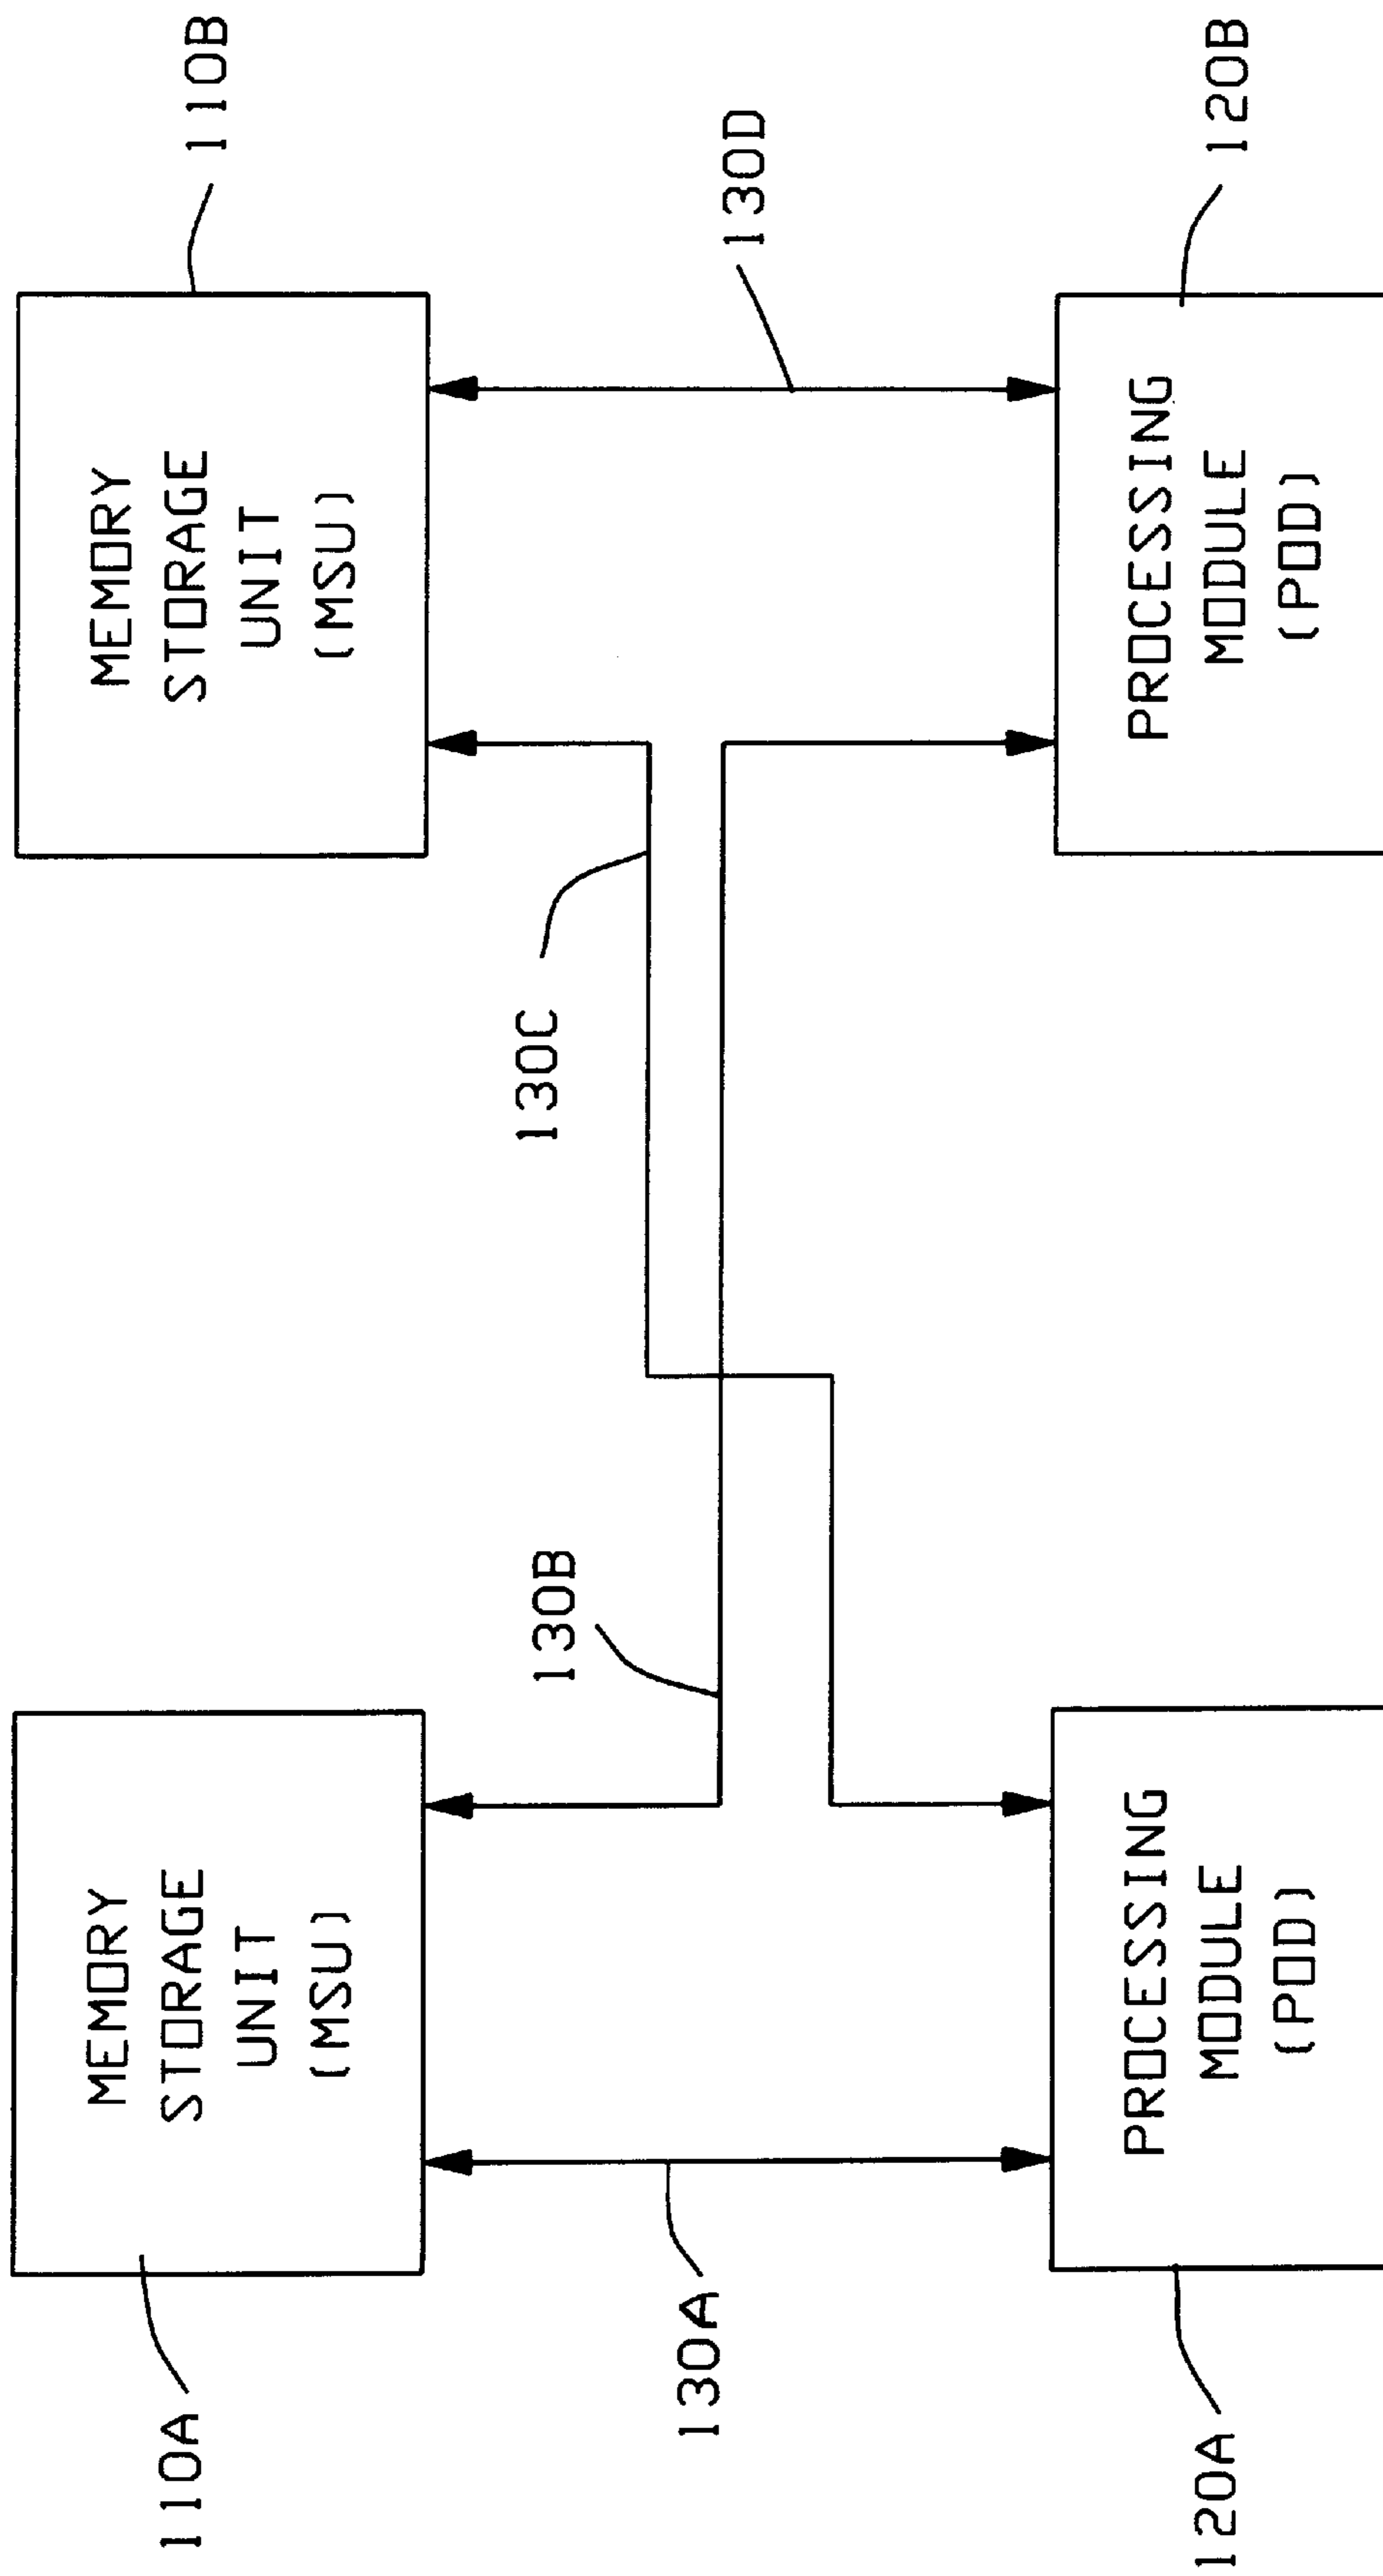 110A
MEMORY
STORAGE
UNIT
(MSU)
MEMORY
STORAGE
UNIT
(MSU)
110B
130A
130B
130C
130D
120A
PROCESSING
MODULE
(POD)
PROCESSING
MODULE
(POD)
120B